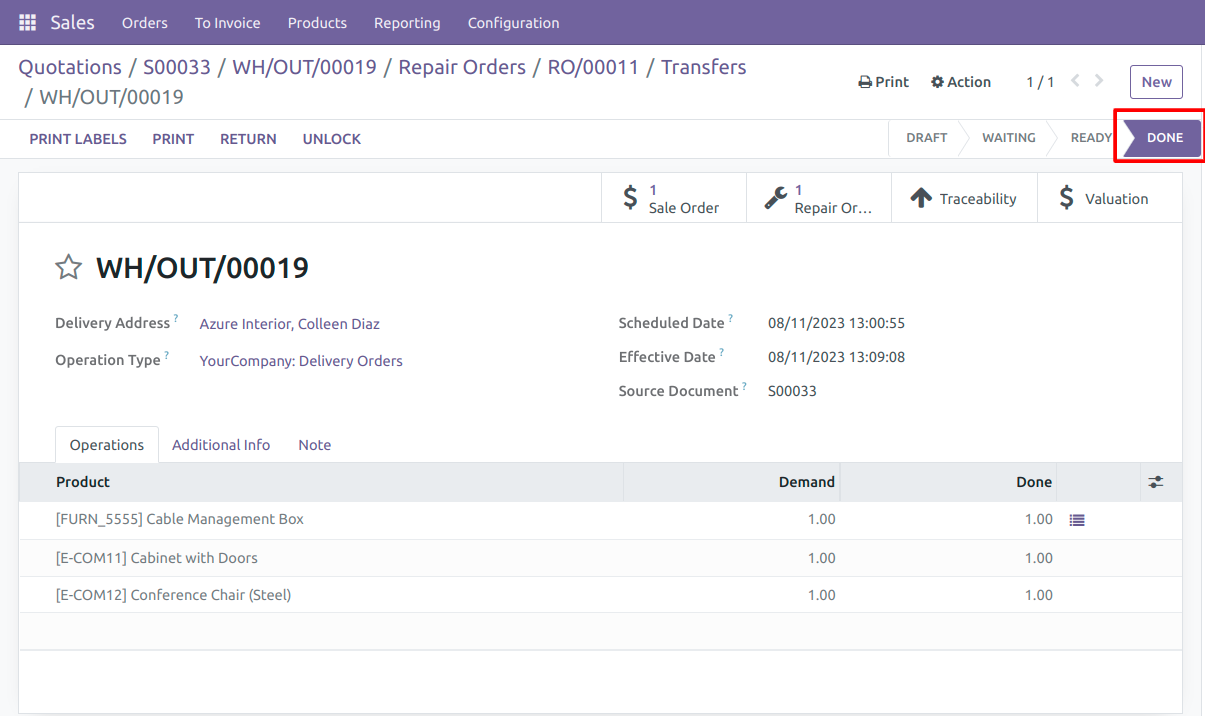 Sales Orders To Invoice Products Reporting Configuration
Quotations / S00033 / WH/OUT/00019 / Repair Orders / RO/00011 / Transfers
/ WH/OUT/00019
Print Action 1 / 1 New
PRINT LABELS PRINT RETURN UNLOCK DRAFT WAITING READY DONE
1
Sale Order
1
Repair Or...
Traceability
Valuation
WH/OUT/00019
Delivery Address ? Azure Interior, Colleen Diaz
Operation Type ? YourCompany: Delivery Orders
Scheduled Date ? 08/11/2023 13:00:55
Effective Date ? 08/11/2023 13:09:08
Source Document ? S00033
Operations Additional Info Note
Product Demand Done
[FURN_5555] Cable Management Box 1.00 1.00
[E-COM11] Cabinet with Doors 1.00 1.00
[E-COM12] Conference Chair (Steel) 1.00 1.00